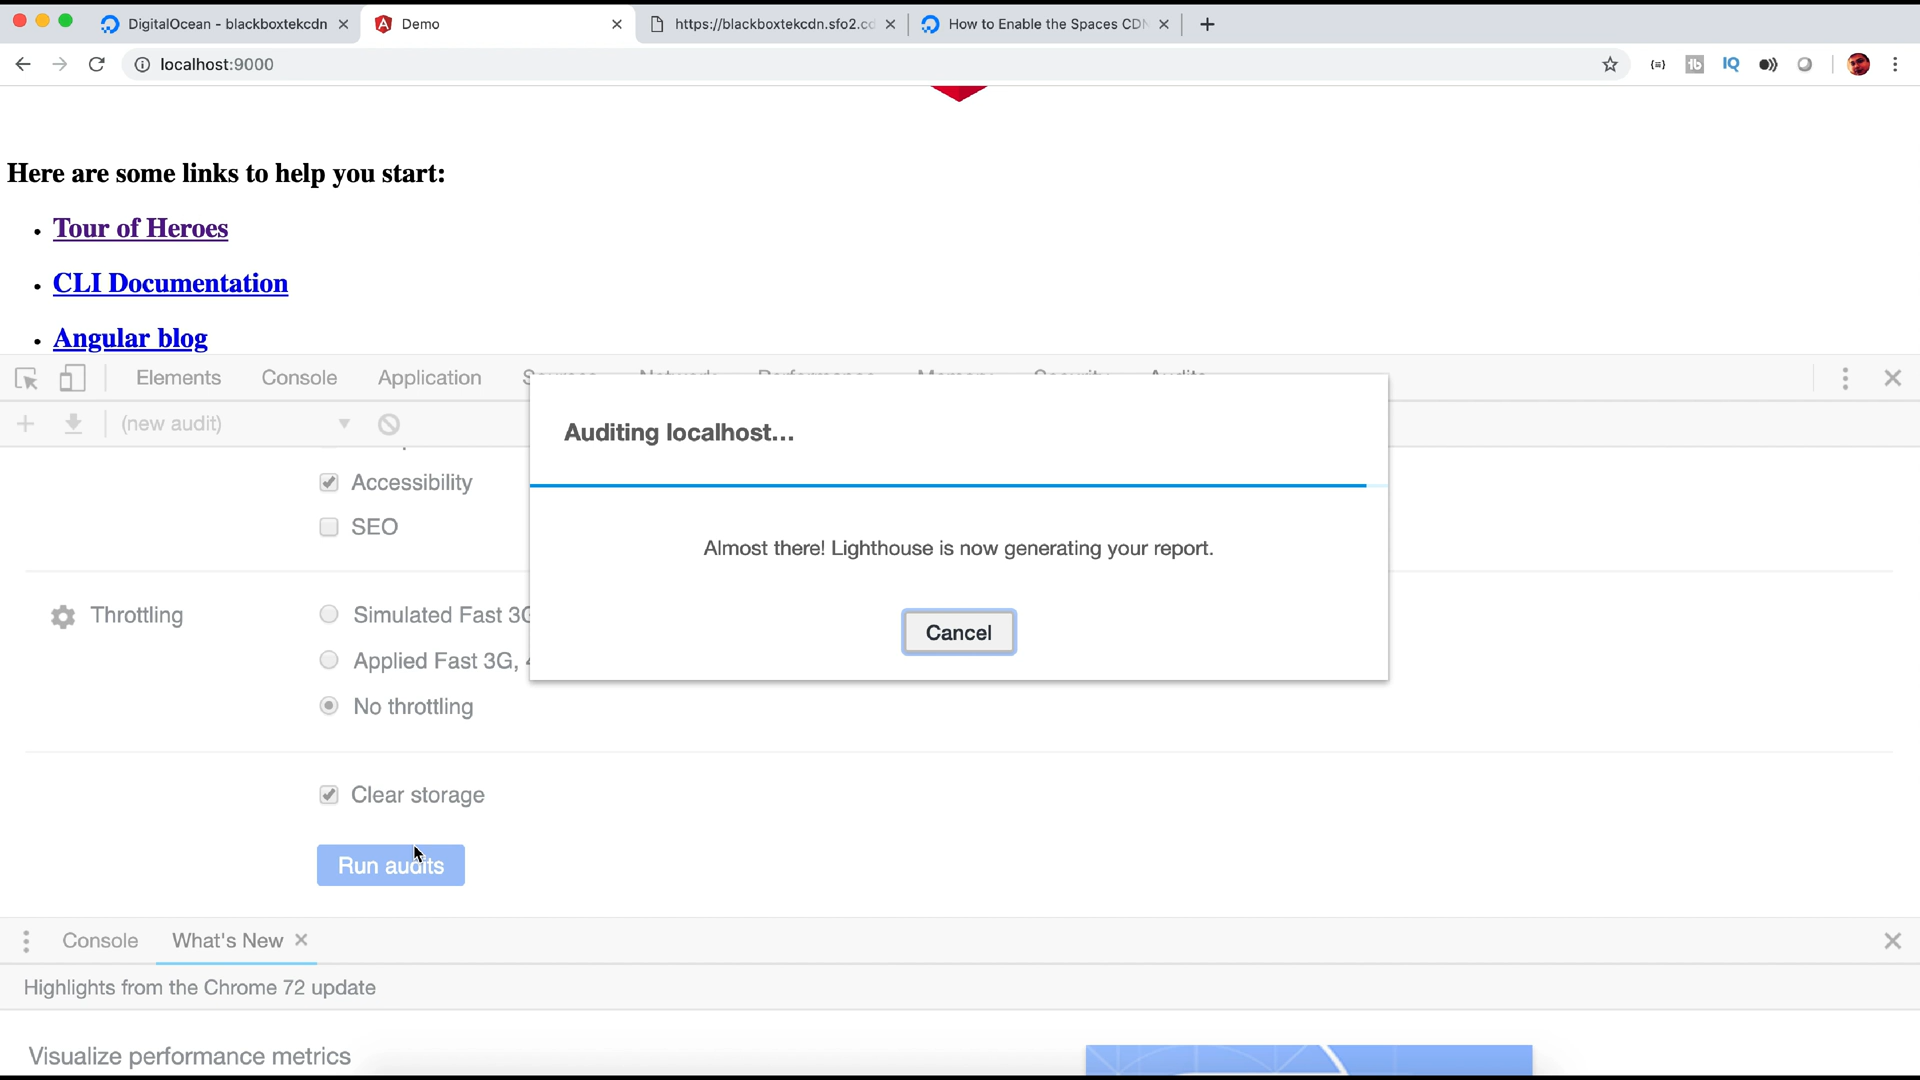 DigitalOcean - blackboxtekcdn
Demo
https://blackboxtekcdn.sfo2.cd
How to Enable the Spaces CDN
localhost:9000
Here are some links to help you start:
Tour of Heroes
CLI Documentation
Angular blog
Elements Console Application
(new audit)
Accessibility
SEO
Throttling
Simulated Fast 3G
Applied Fast 3G,
No throttling
Clear storage
Run audits
Auditing localhost...
Almost there! Lighthouse is now generating your report.
Cancel
Console
What's New
Highlights from the Chrome 72 update
Visualize performance metrics